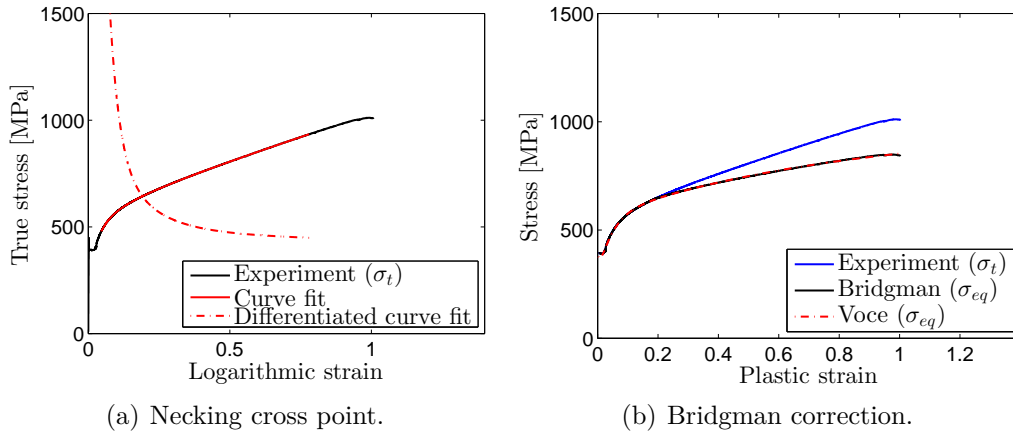 1500
1000
500
0
0
0.5
1
True stress [MPa]
Logarithmic strain
Experiment (σt)
Curve fit
Differentiated curve fit
(a) Necking cross point.
1500
1000
500
0
0
0.2
0.4
0.6
0.8
1
1.2
Stress [MPa]
Plastic strain
Experiment (σt)
Bridgman (σeq)
Voce (σeq)
(b) Bridgman correction.